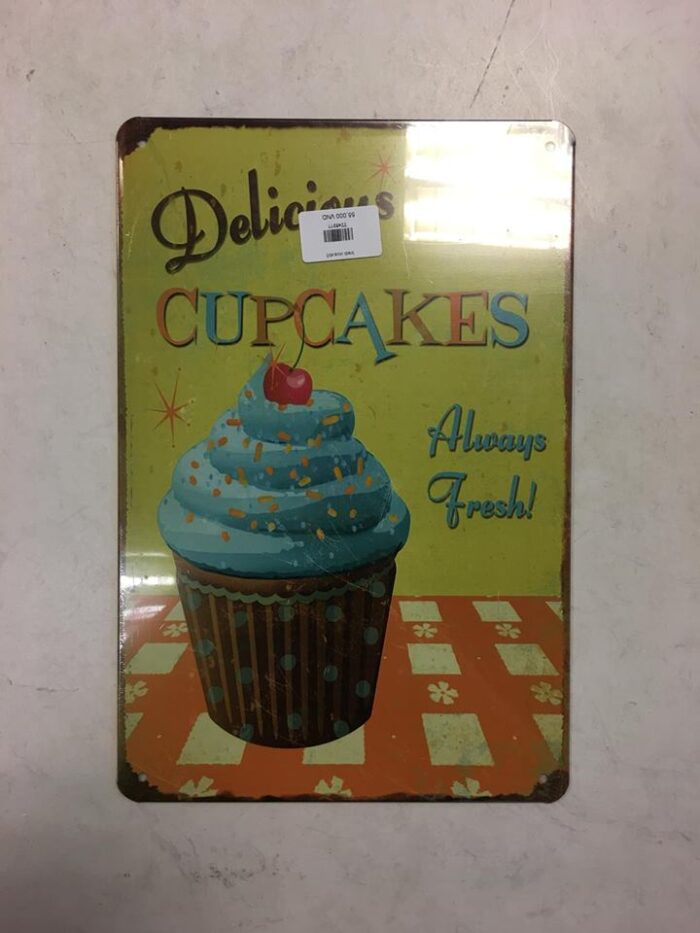 Delicious
55.000 VND
CUPCAKES
Always
Fresh!